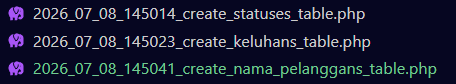 2026_07_08_145014_create_statuses_table.php
2026_07_08_145023_create_keluhans_table.php
2026_07_08_145041_create_nama_pelanggans_table.php